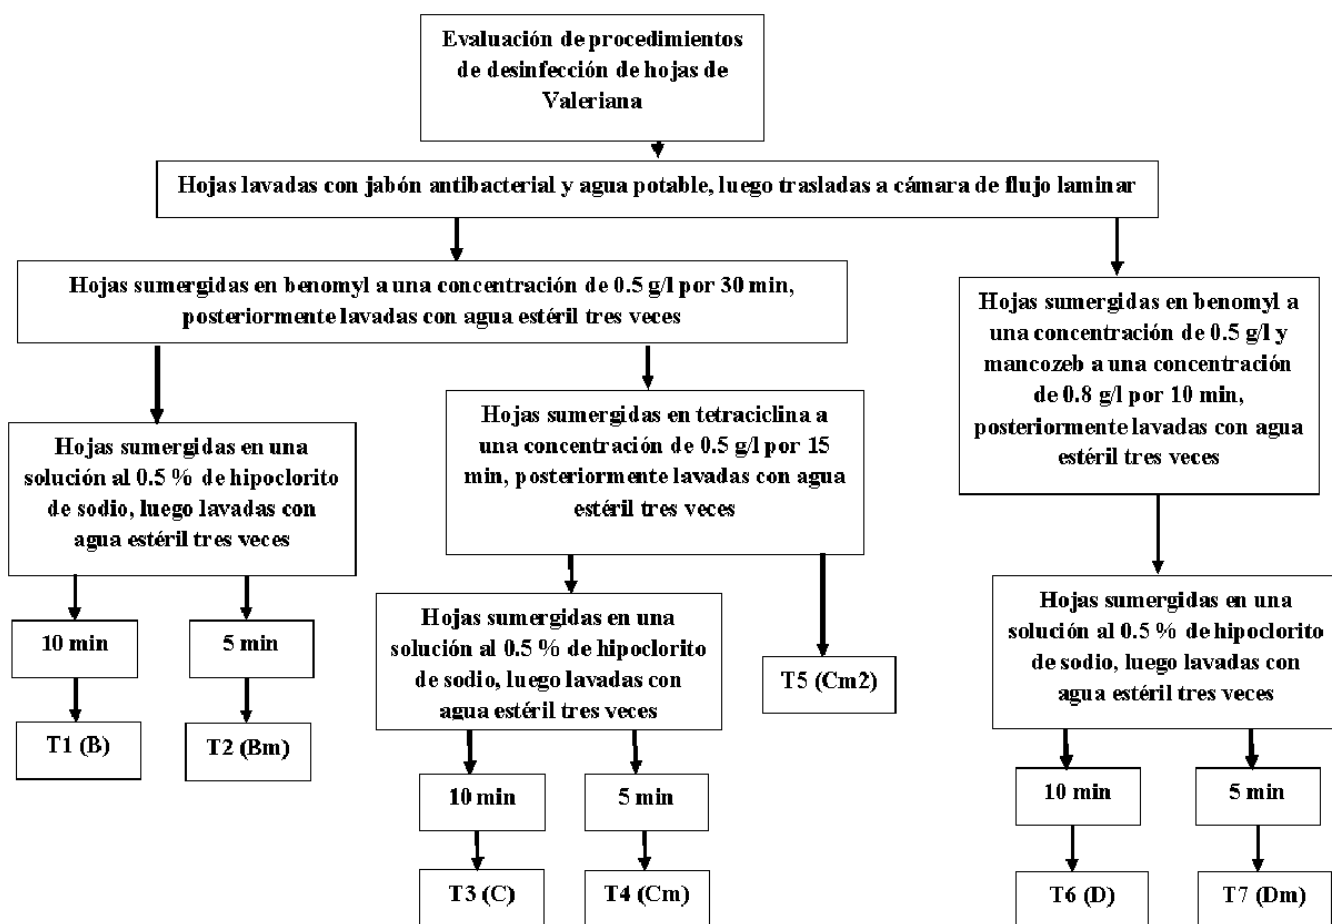 Evaluación de procedimientos
de desinfección de hojas de
Valeriana
Hojas lavadas con jabón antibacterial y agua potable, luego trasladas a cámara de flujo laminar
Hojas sumergidas en benomyl a una concentración de 0.5 g/l por 30 min,
posteriormente lavadas con agua estéril tres veces
Hojas sumergidas en una
solución al 0.5 % de hipoclorito
de sodio, luego lavadas con
agua estéril tres veces
10 min
5 min
T1 (B)
T2 (Bm)
Hojas sumergidas en tetraciclina a
una concentración de 0.5 g/l por 15
min, posteriormente lavadas con agua
estéril tres veces
Hojas sumergidas en una
solución al 0.5 % de hipoclorito
de sodio, luego lavadas con
agua estéril tres veces
10 min
5 min
T3 (C)
T4 (Cm)
T5 (Cm2)
Hojas sumergidas en benomyl a
una concentración de 0.5 g/l y
mancozeb a una concentración
de 0.8 g/l por 10 min,
posteriormente lavadas con agua
estéril tres veces
Hojas sumergidas en una
solución al 0.5 % de hipoclorito
de sodio, luego lavadas con
agua estéril tres veces
10 min
5 min
T6 (D)
T7 (Dm)